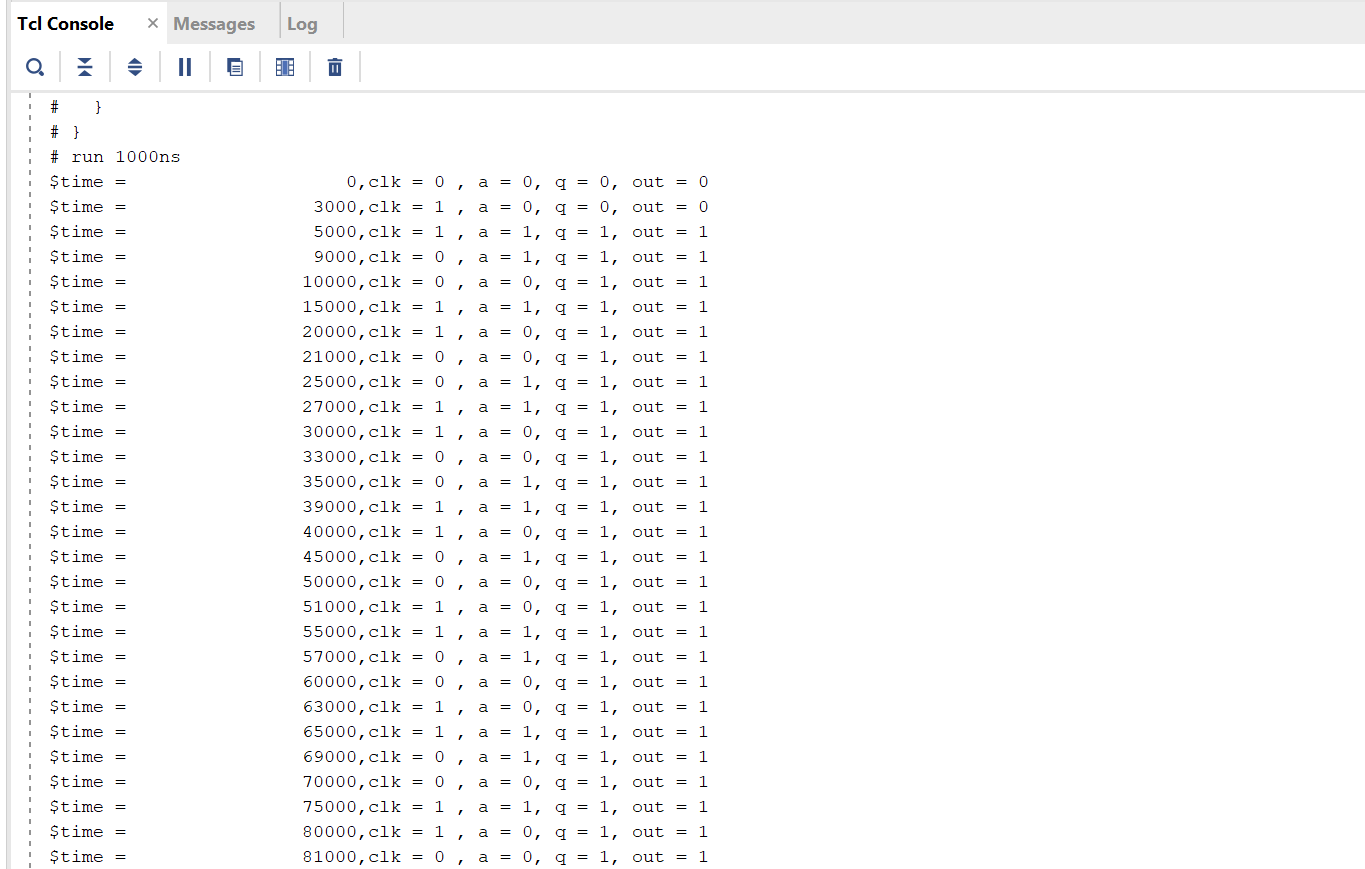 Tcl Console × Messages Log
#   }
# }
# run 1000ns
$time =                    0,clk = 0 , a = 0, q = 0, out = 0
$time =                 3000,clk = 1 , a = 0, q = 0, out = 0
$time =                 5000,clk = 1 , a = 1, q = 1, out = 1
$time =                 9000,clk = 0 , a = 1, q = 1, out = 1
$time =                10000,clk = 0 , a = 0, q = 1, out = 1
$time =                15000,clk = 1 , a = 1, q = 1, out = 1
$time =                20000,clk = 1 , a = 0, q = 1, out = 1
$time =                21000,clk = 0 , a = 0, q = 1, out = 1
$time =                25000,clk = 0 , a = 1, q = 1, out = 1
$time =                27000,clk = 1 , a = 1, q = 1, out = 1
$time =                30000,clk = 1 , a = 0, q = 1, out = 1
$time =                33000,clk = 0 , a = 0, q = 1, out = 1
$time =                35000,clk = 0 , a = 1, q = 1, out = 1
$time =                39000,clk = 1 , a = 1, q = 1, out = 1
$time =                40000,clk = 1 , a = 0, q = 1, out = 1
$time =                45000,clk = 0 , a = 1, q = 1, out = 1
$time =                50000,clk = 0 , a = 0, q = 1, out = 1
$time =                51000,clk = 1 , a = 0, q = 1, out = 1
$time =                55000,clk = 1 , a = 1, q = 1, out = 1
$time =                57000,clk = 0 , a = 1, q = 1, out = 1
$time =                60000,clk = 0 , a = 0, q = 1, out = 1
$time =                63000,clk = 1 , a = 0, q = 1, out = 1
$time =                65000,clk = 1 , a = 1, q = 1, out = 1
$time =                69000,clk = 0 , a = 1, q = 1, out = 1
$time =                70000,clk = 0 , a = 0, q = 1, out = 1
$time =                75000,clk = 1 , a = 1, q = 1, out = 1
$time =                80000,clk = 1 , a = 0, q = 1, out = 1
$time =                81000,clk = 0 , a = 0, q = 1, out = 1